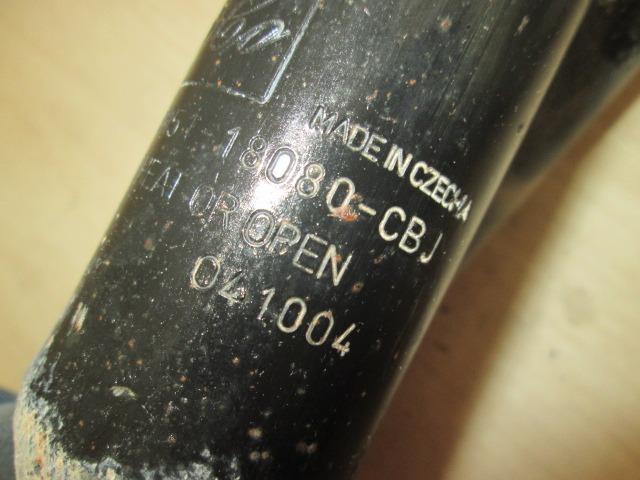 MADE IN CZECHIA
18080-CBJ
OR OPEN
041004